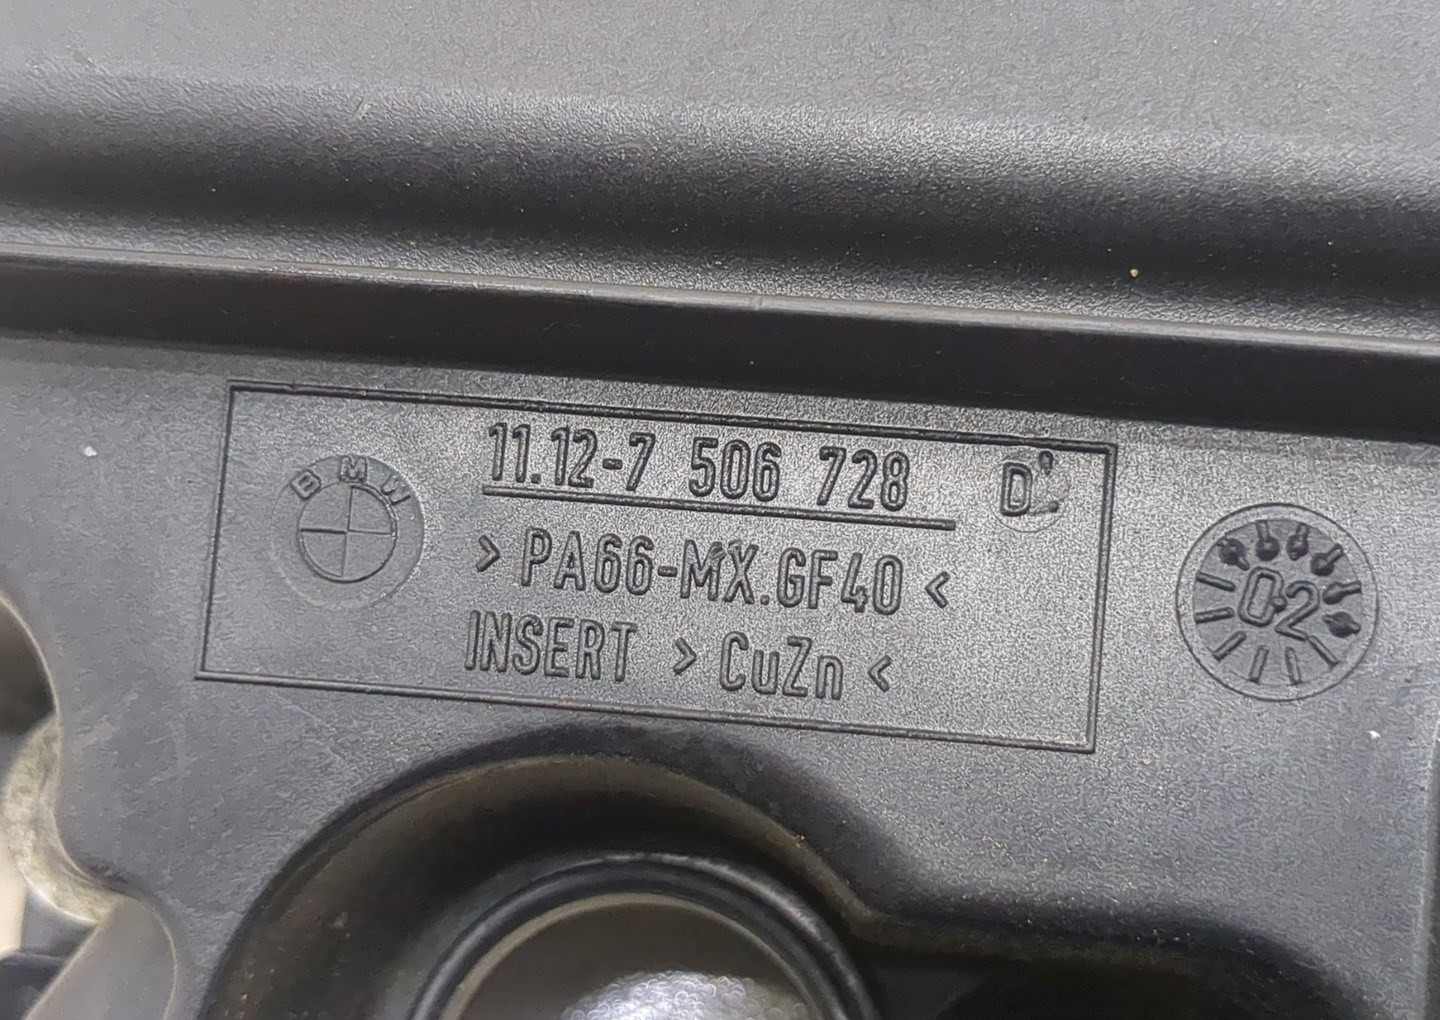 BMW
11.12-7 506 728 D
> PA66-MX.GF40 <
INSERT > CuZn <
02